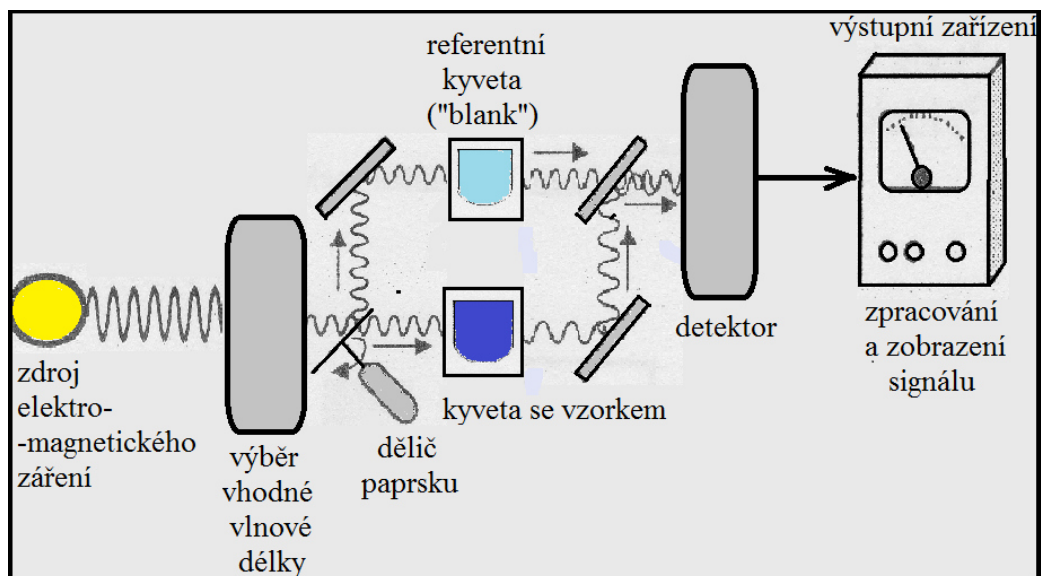 referentní
kyveta
("blank")
výstupní zařízení
zdroj
elektro-
-magnetického
záření
výběr
vhodné
vlnové
délky
dělič
paprsku
kyveta se vzorkem
detektor
zpracování
a zobrazení
signálu